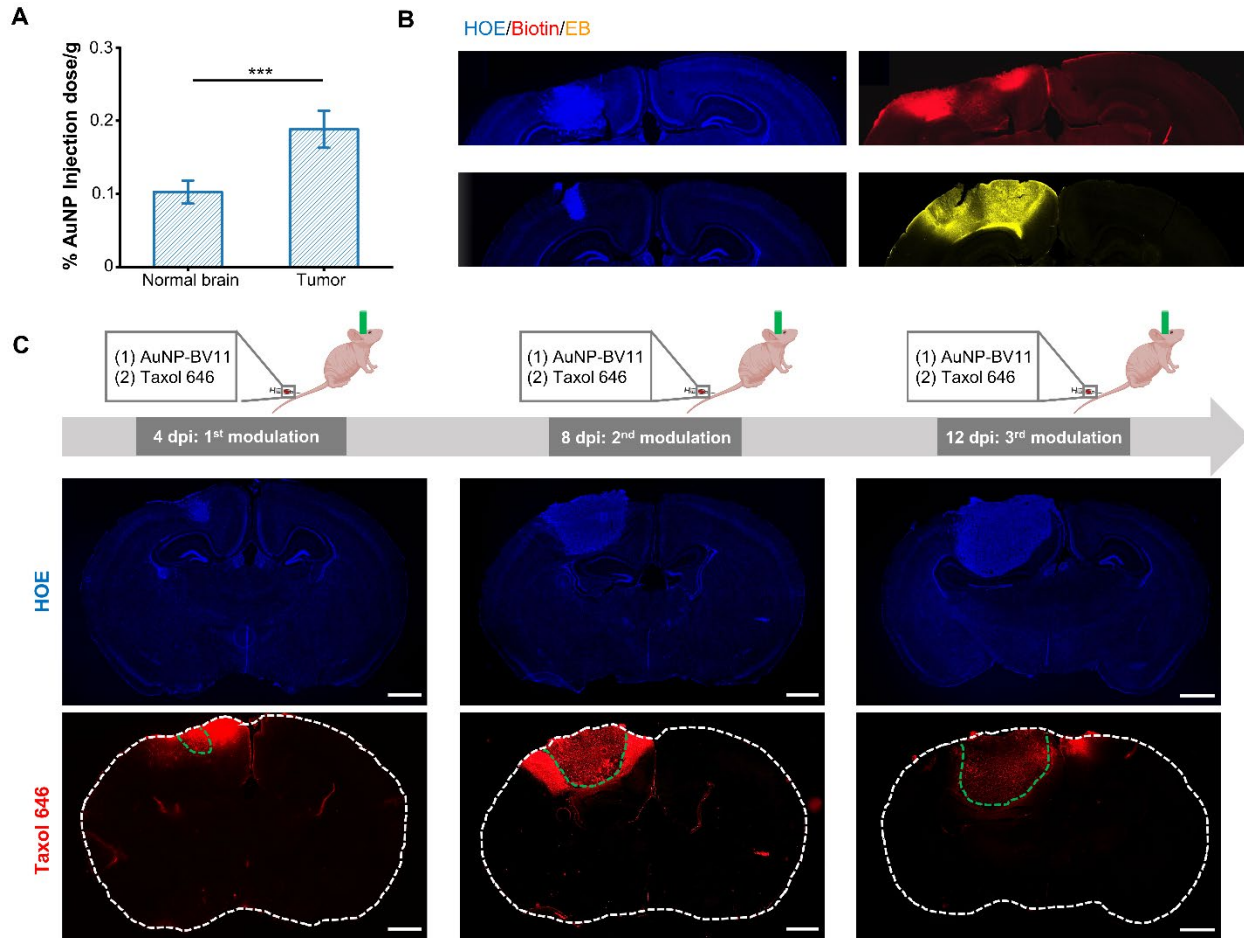 A
% AuNP Injection dose/g
0.3
0.2
0.1
0
***
Normal brain
Tumor
B
HOE/Biotin/EB
C
(1) AuNP-BV11
(2) Taxol 646
(1) AuNP-BV11
(2) Taxol 646
(1) AuNP-BV11
(2) Taxol 646
4 dpi: 1st modulation
8 dpi: 2nd modulation
12 dpi: 3rd modulation
HOE
Taxol 646